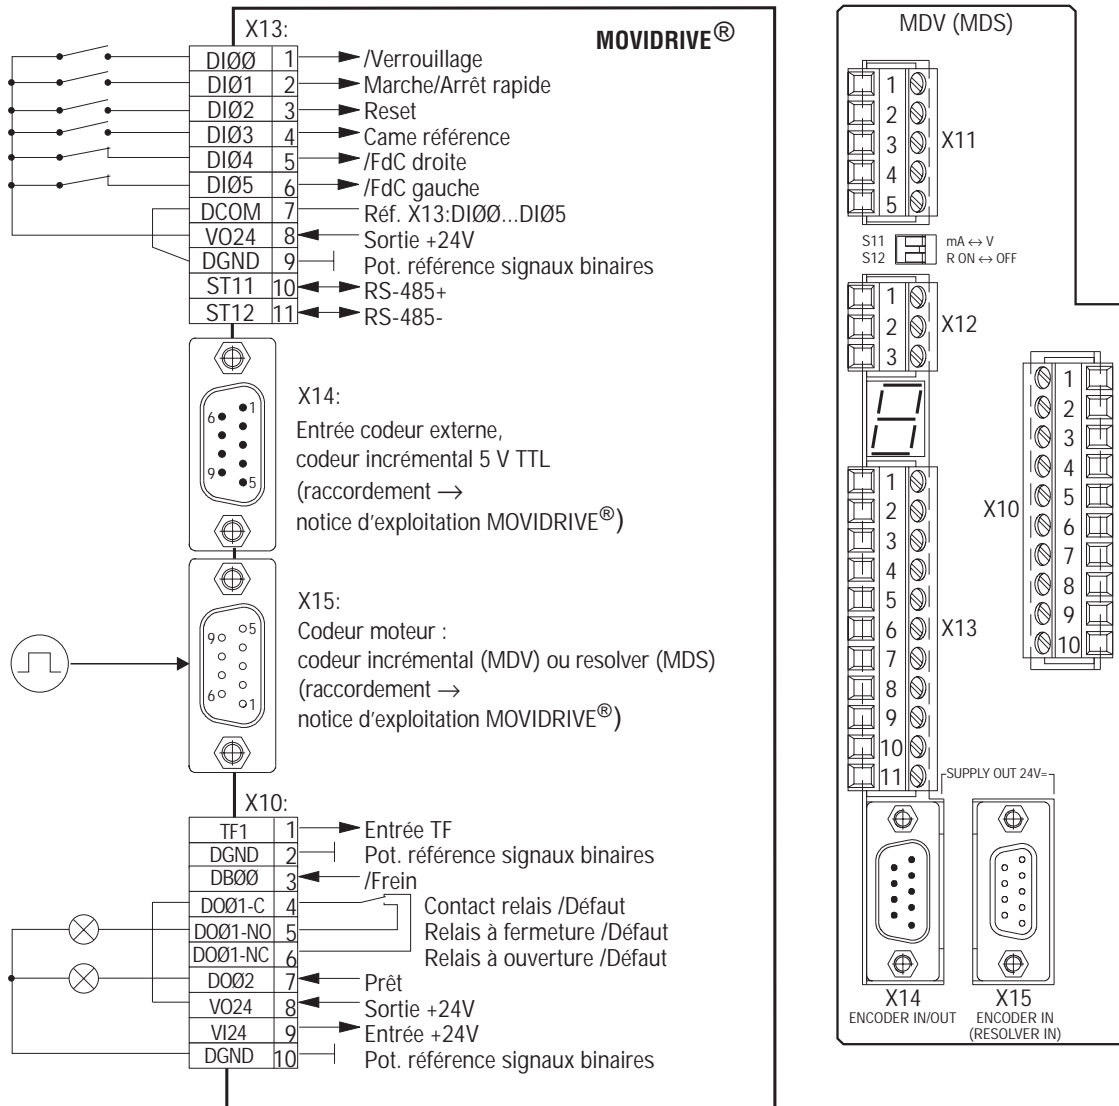 X13:
MOVIDRIVE®
DIØØ 1 /Verrouillage
DIØ1 2 Marche/Arrêt rapide
DIØ2 3 Reset
DIØ3 4 Came référence
DIØ4 5 /FdC droite
DIØ5 6 /FdC gauche
DCOM 7 Réf. X13:DIØØ...DIØ5
VO24 8 Sortie +24V
DGND 9 Pot. référence signaux binaires
ST11 10 RS-485+
ST12 11 RS-485-
6 1
9 5
X14:
Entrée codeur externe,
codeur incrémental 5 V TTL
(raccordement →
notice d'exploitation MOVIDRIVE®)
9 5
6 1
X15:
Codeur moteur :
codeur incrémental (MDV) ou resolver (MDS)
(raccordement →
notice d'exploitation MOVIDRIVE®)
X10:
TF1 1 Entrée TF
DGND 2 Pot. référence signaux binaires
DBØØ 3 /Frein
DOØ1-C 4 Contact relais /Défaut
DOØ1-NO 5 Relais à fermeture /Défaut
DOØ1-NC 6 Relais à ouverture /Défaut
DOØ2 7 Prêt
VO24 8 Sortie +24V
VI24 9 Entrée +24V
DGND 10 Pot. référence signaux binaires
MDV (MDS)
1
2
3 X11
4
5
S11 mA ↔ V
S12 R ON ↔ OFF
1
2 X12
3
1
2
3
4
5
6 X13
7
8
9
10
11
1
2
3
4
X10 5
6
7
8
9
10
SUPPLY OUT 24V=
X14
ENCODER IN/OUT
X15
ENCODER IN
(RESOLVER IN)